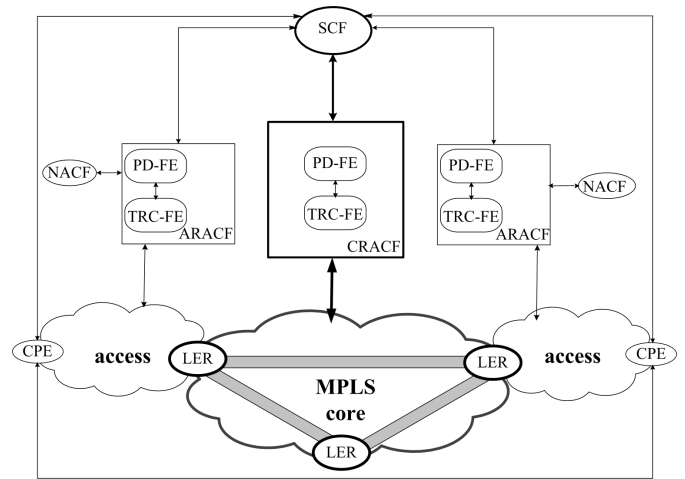 SCF
PD-FE
TRC-FE
ARACF
NACF
PD-FE
TRC-FE
CRACF
PD-FE
TRC-FE
ARACF
NACF
CPE
access
LER
MPLS
core
LER
access
CPE
LER